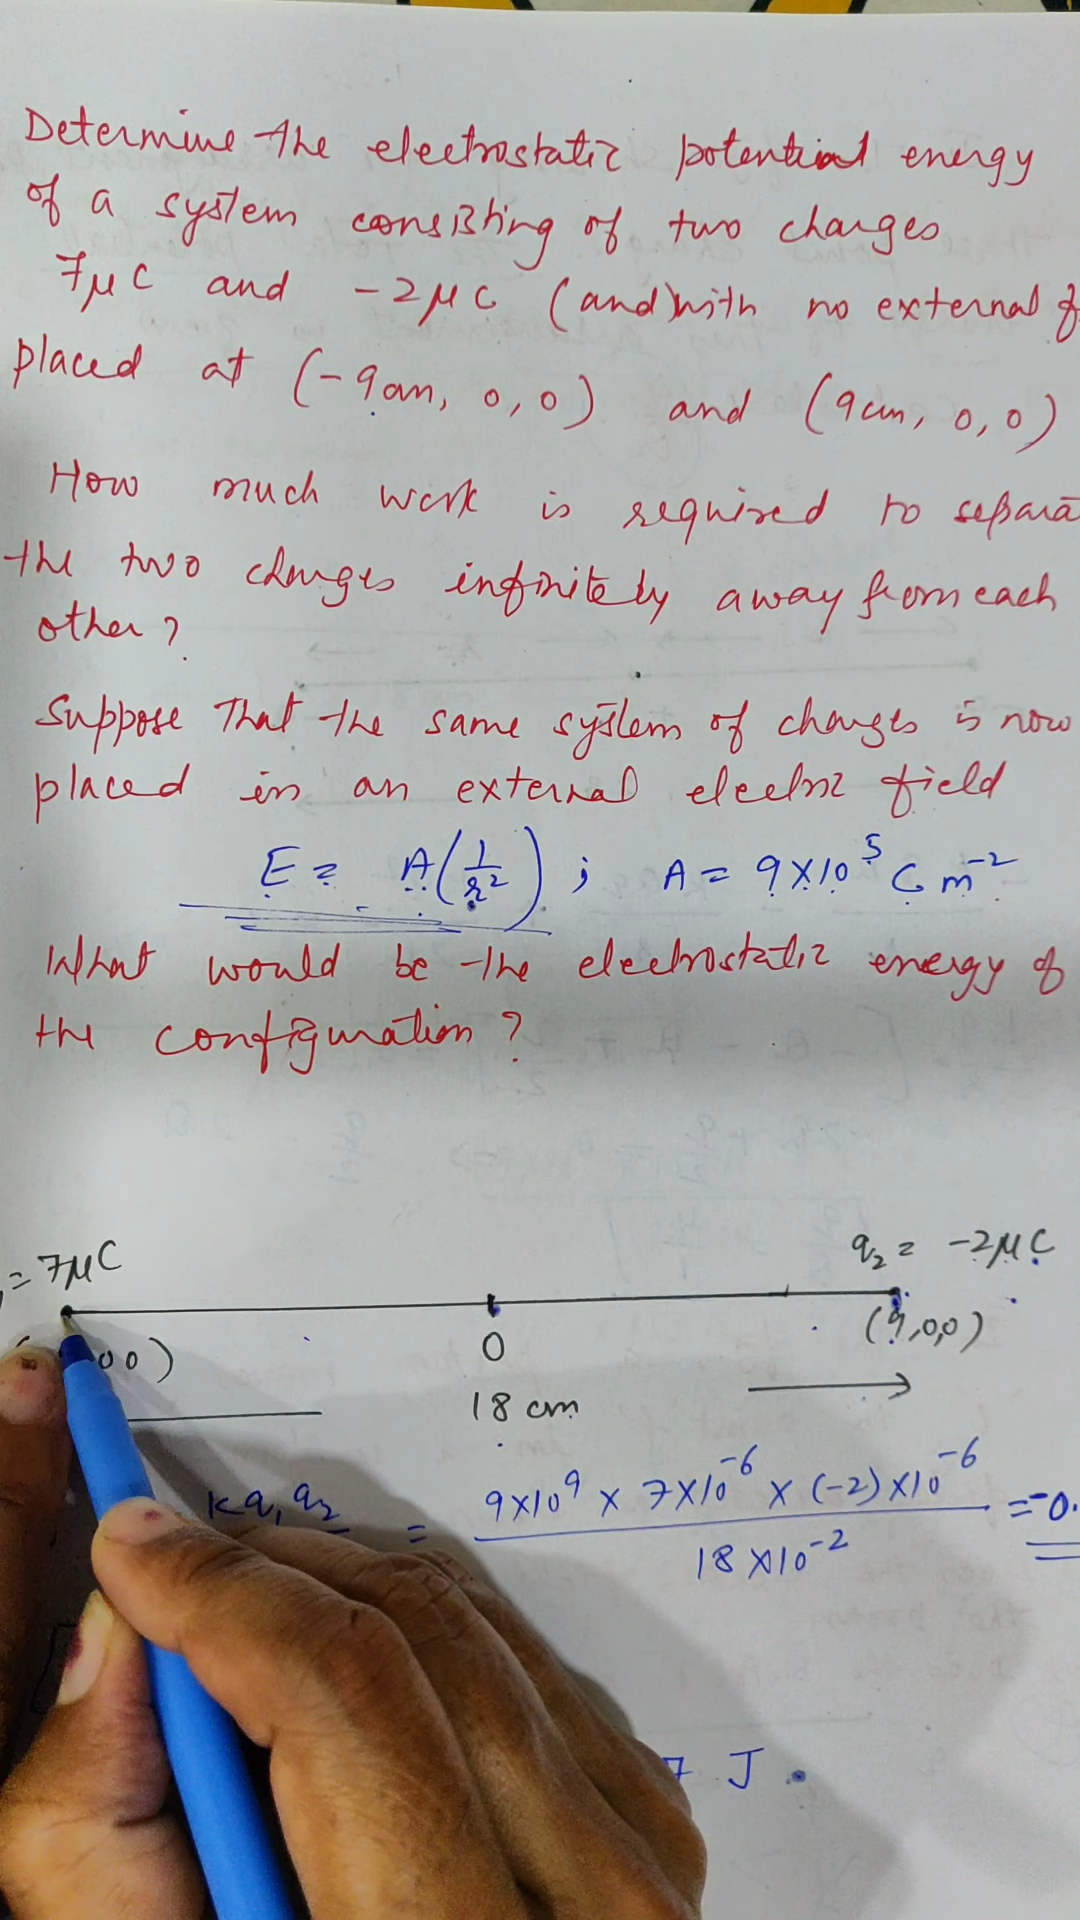 Determine the electrostatic potential energy
of a system consisting of two charges
7μC and -2μC (and) with no external f
placed at (-9cm, 0,0) and (9cm, 0,0)
How much work is required to separa
the two charges infinitely away from each
other?
Suppose that the same system of charges is now
placed in an external electric field
E = A(1/r²) ; A = 9×10⁵ C m⁻²
What would be the electrostatic energy of
the configuration?
= 7μC q₂ = -2μC
00) O (9,0,0)
18 cm
kq₁q₂ = 9×10⁹ × 7×10⁻⁶ × (-2)×10⁻⁶ / 18×10⁻² = -0.
7 J.